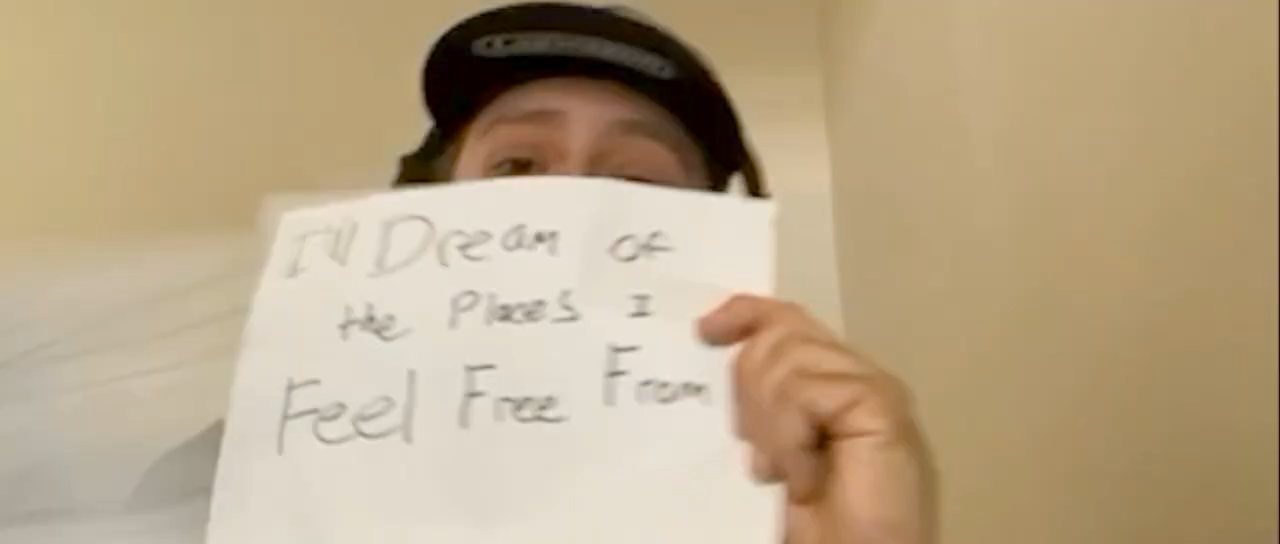 I'll Dream of
the Places I
Feel Free From